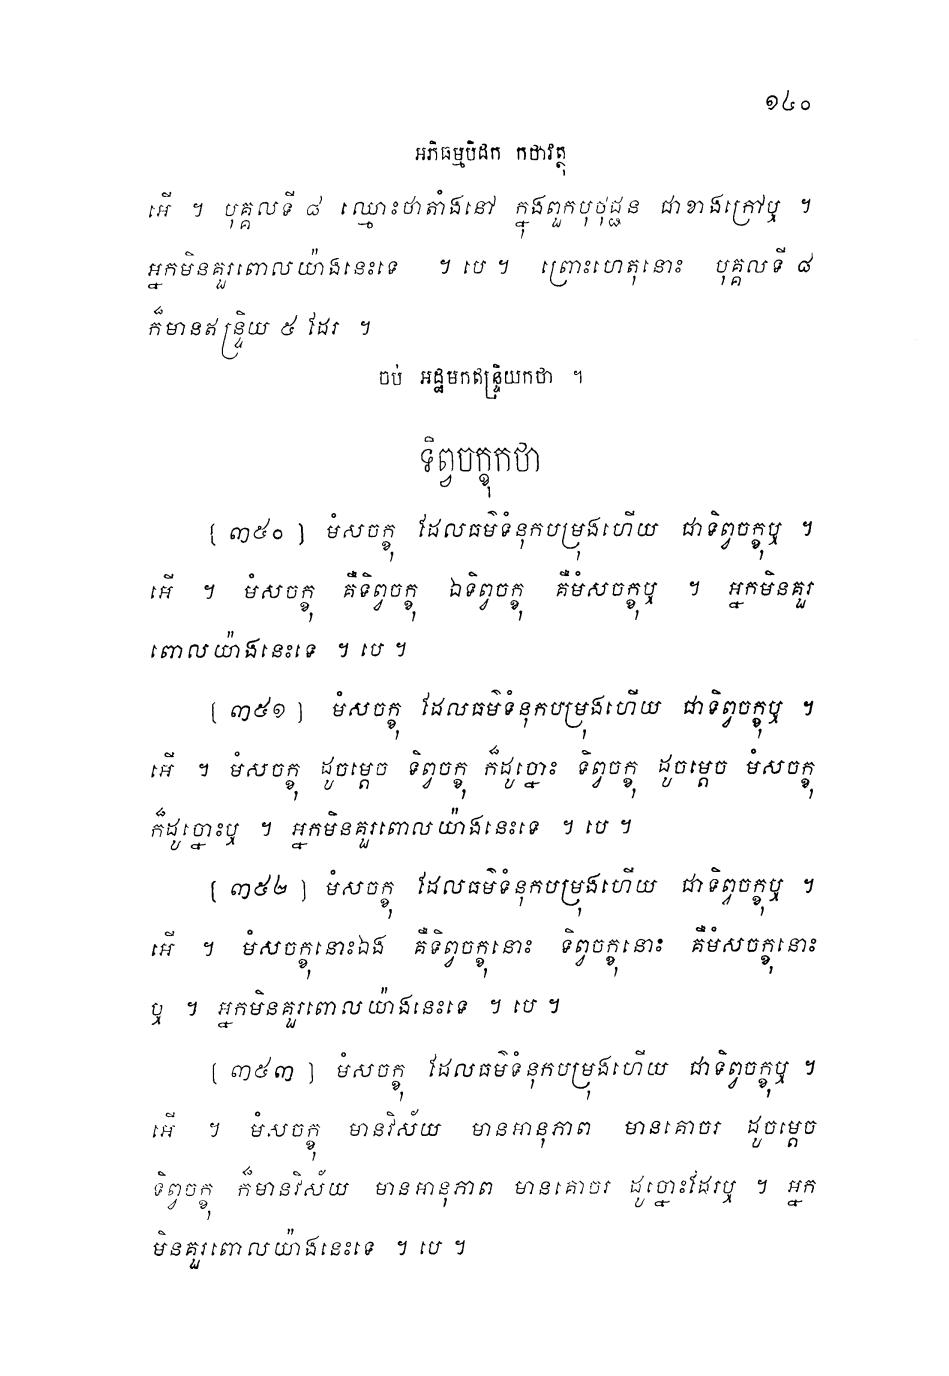 ១៤០
អភិធម្មបិដក កថាវត្ថុ
អើ ។ បុគ្គលទី ៨ ឈ្មោះថាតាំងនៅ ក្នុងពួកបុថុជ្ជន ជាខាងក្រៅឬ ។
អ្នកមិនគួរពោលយ៉ាងនេះទេ ។ បេ ។ ព្រោះហេតុនោះ បុគ្គលទី ៨
ក៏មានឥន្ទ្រិយ ៥ ដែរ ។
ចប់ អដ្ឋមកឥន្ទ្រិយកថា ។
ទិព្វចក្ខុកថា
[ ៣៥០ ] មំសចក្ខុ ដែលធម៌ទំនុកបម្រុងហើយ ជាទិព្វចក្ខុឬ ។
អើ ។ មំសចក្ខុ គឺទិព្វចក្ខុ ឯទិព្វចក្ខុ គឺមំសចក្ខុឬ ។ អ្នកមិនគួរ
ពោលយ៉ាងនេះទេ ។ បេ ។
[ ៣៥១ ] មំសចក្ខុ ដែលធម៌ទំនុកបម្រុងហើយ ជាទិព្វចក្ខុឬ ។
អើ ។ មំសចក្ខុ ដូចម្តេច ទិព្វចក្ខុ ក៏ដូច្នោះ ទិព្វចក្ខុ ដូចម្តេច មំសចក្ខុ
ក៏ដូច្នោះឬ ។ អ្នកមិនគួរពោលយ៉ាងនេះទេ ។ បេ ។
[ ៣៥២ ] មំសចក្ខុ ដែលធម៌ទំនុកបម្រុងហើយ ជាទិព្វចក្ខុឬ ។
អើ ។ មំសចក្ខុនោះឯង គឺទិព្វចក្ខុនោះ ទិព្វចក្ខុនោះ គឺមំសចក្ខុនោះ
ឬ ។ អ្នកមិនគួរពោលយ៉ាងនេះទេ ។ បេ ។
[ ៣៥៣ ] មំសចក្ខុ ដែលធម៌ទំនុកបម្រុងហើយ ជាទិព្វចក្ខុឬ ។
អើ ។ មំសចក្ខុ មានវិស័យ មានអានុភាព មានគោចរ ដូចម្តេច
ទិព្វចក្ខុ ក៏មានវិស័យ មានអានុភាព មានគោចរ ដូច្នោះដែរឬ ។ អ្នក
មិនគួរពោលយ៉ាងនេះទេ ។ បេ ។